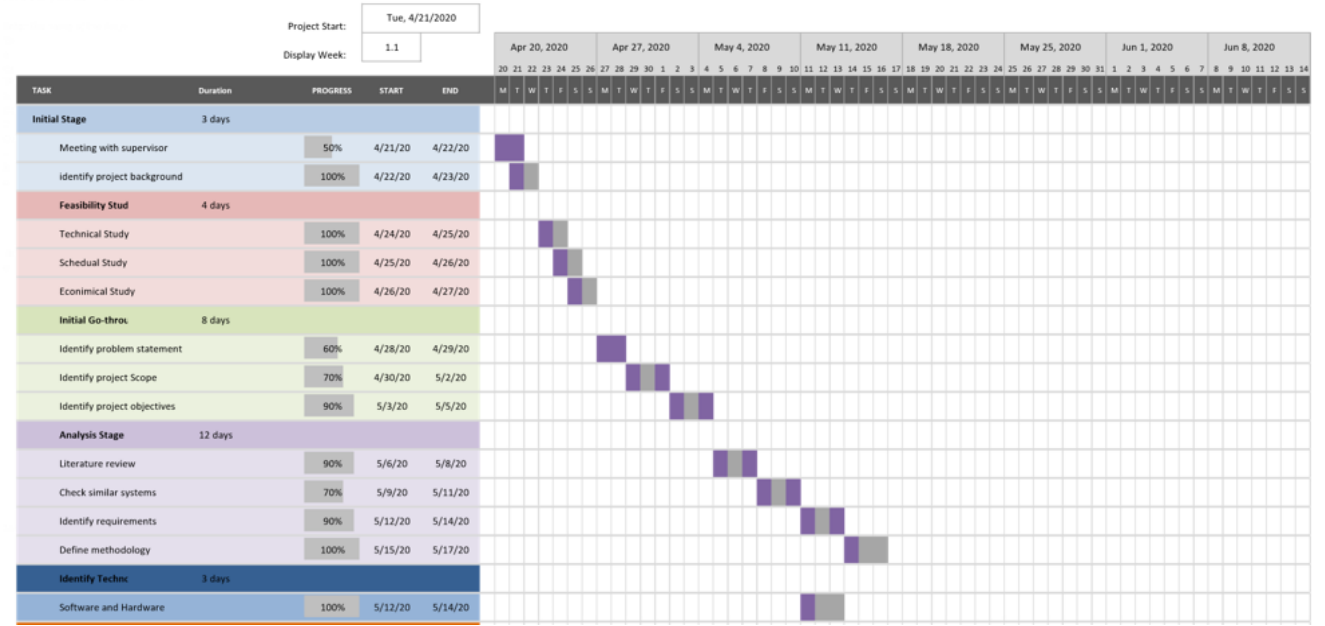 Project Start: Tue, 4/21/2020
Display Week: 1.1
Apr 20, 2020 Apr 27, 2020 May 4, 2020 May 11, 2020 May 18, 2020 May 25, 2020 Jun 1, 2020 Jun 8, 2020
20 21 22 23 24 25 26 27 28 29 30 1 2 3 4 5 6 7 8 9 10 11 12 13 14 15 16 17 18 19 20 21 22 23 24 25 26 27 28 29 30 31 1 2 3 4 5 6 7 8 9 10 11 12 13 14
TASK Duration PROGRESS START END M T W T F S S M T W T F S S M T W T F S S M T W T F S S M T W T F S S M T W T F S S M T W T F S S M T W T F S S
Initial Stage 3 days
Meeting with supervisor 50% 4/21/20 4/22/20
identify project background 100% 4/22/20 4/23/20
Feasibility Stud 4 days
Technical Study 100% 4/24/20 4/25/20
Schedual Study 100% 4/25/20 4/26/20
Econimical Study 100% 4/26/20 4/27/20
Initial Go-throu 8 days
Identify problem statement 60% 4/28/20 4/29/20
Identify project Scope 70% 4/30/20 5/2/20
Identify project objectives 90% 5/3/20 5/5/20
Analysis Stage 12 days
Literature review 90% 5/6/20 5/8/20
Check similar systems 70% 5/9/20 5/11/20
Identify requirements 90% 5/12/20 5/14/20
Define methodology 100% 5/15/20 5/17/20
Identify Techno 3 days
Software and Hardware 100% 5/12/20 5/14/20